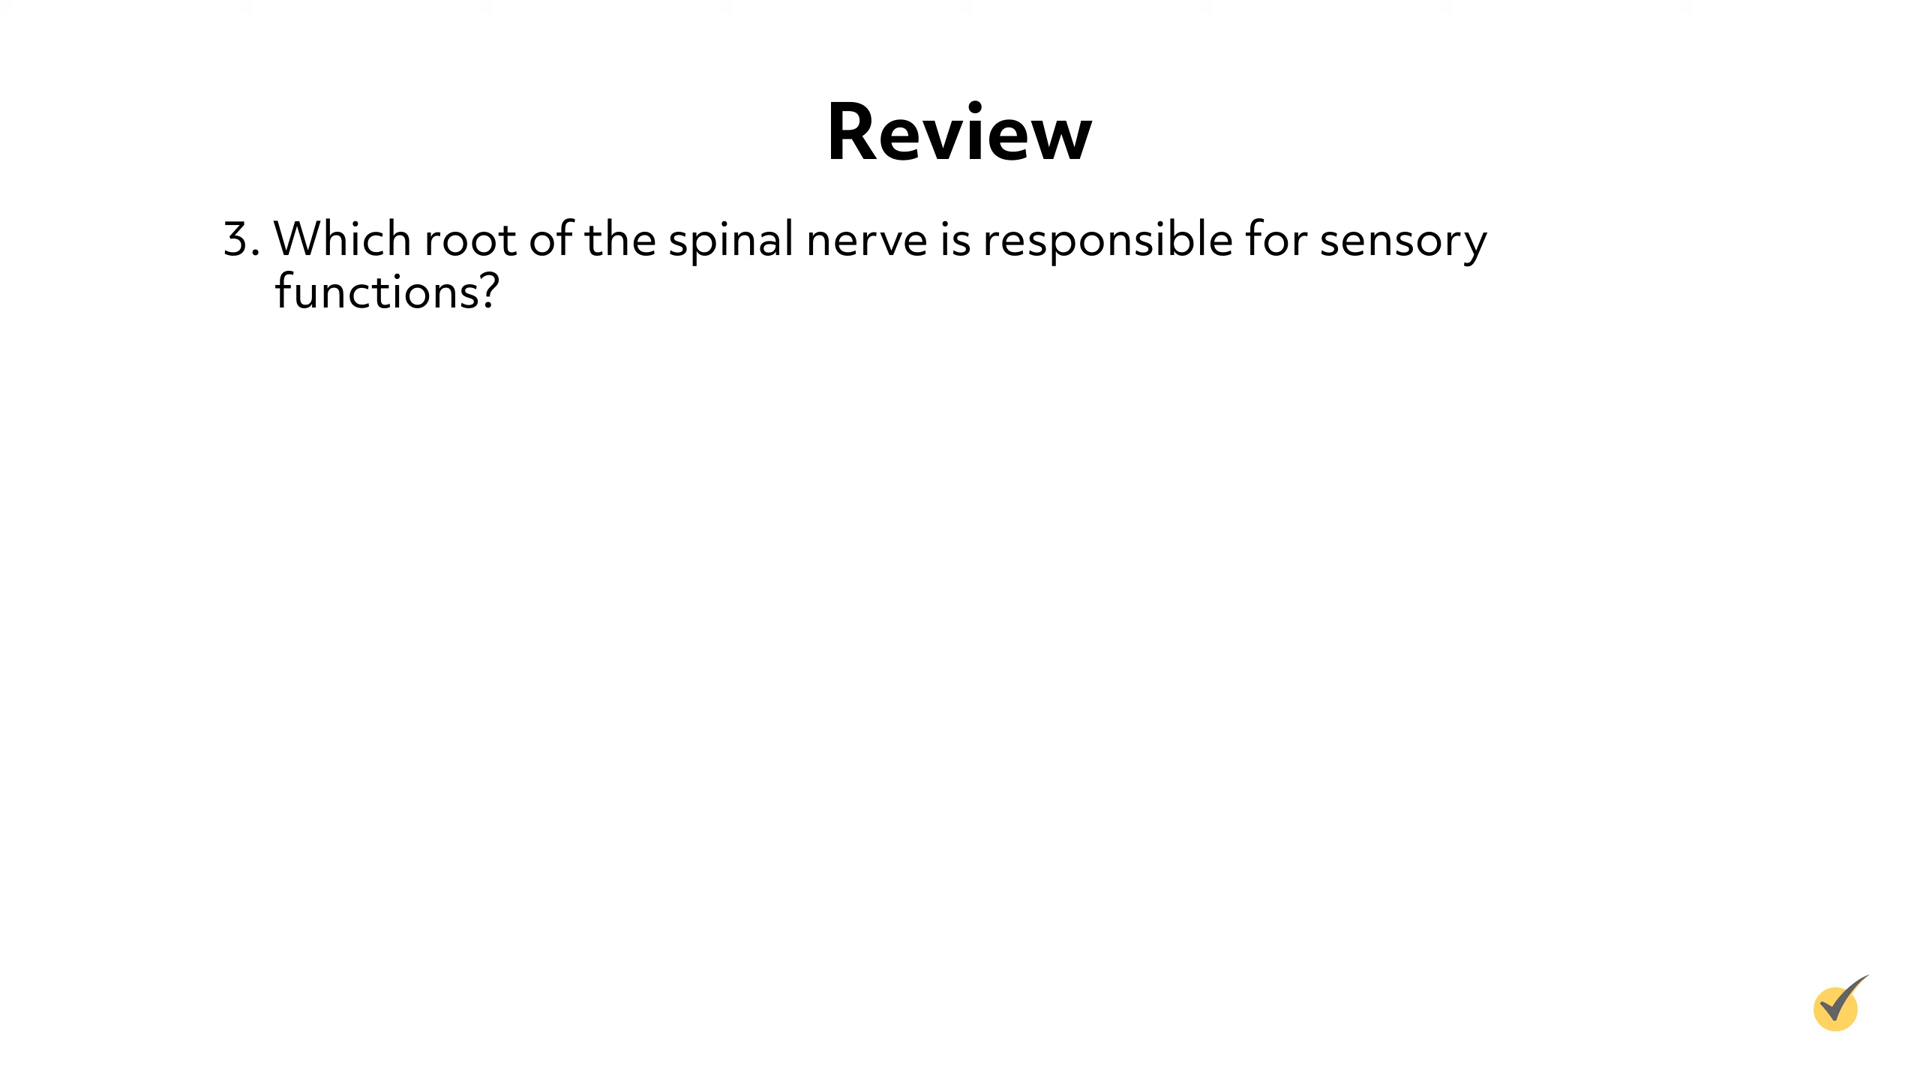 Review
3. Which root of the spinal nerve is responsible for sensory
functions?